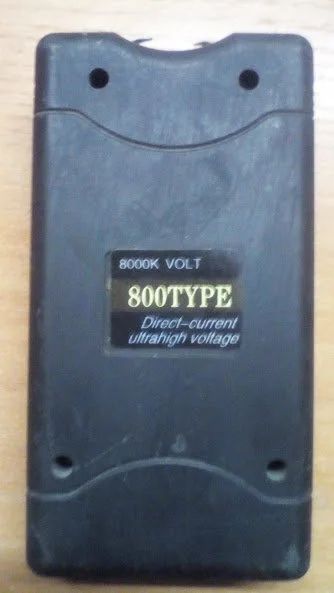 8000K VOLT
800TYPE
Direct-current
ultrahigh voltage